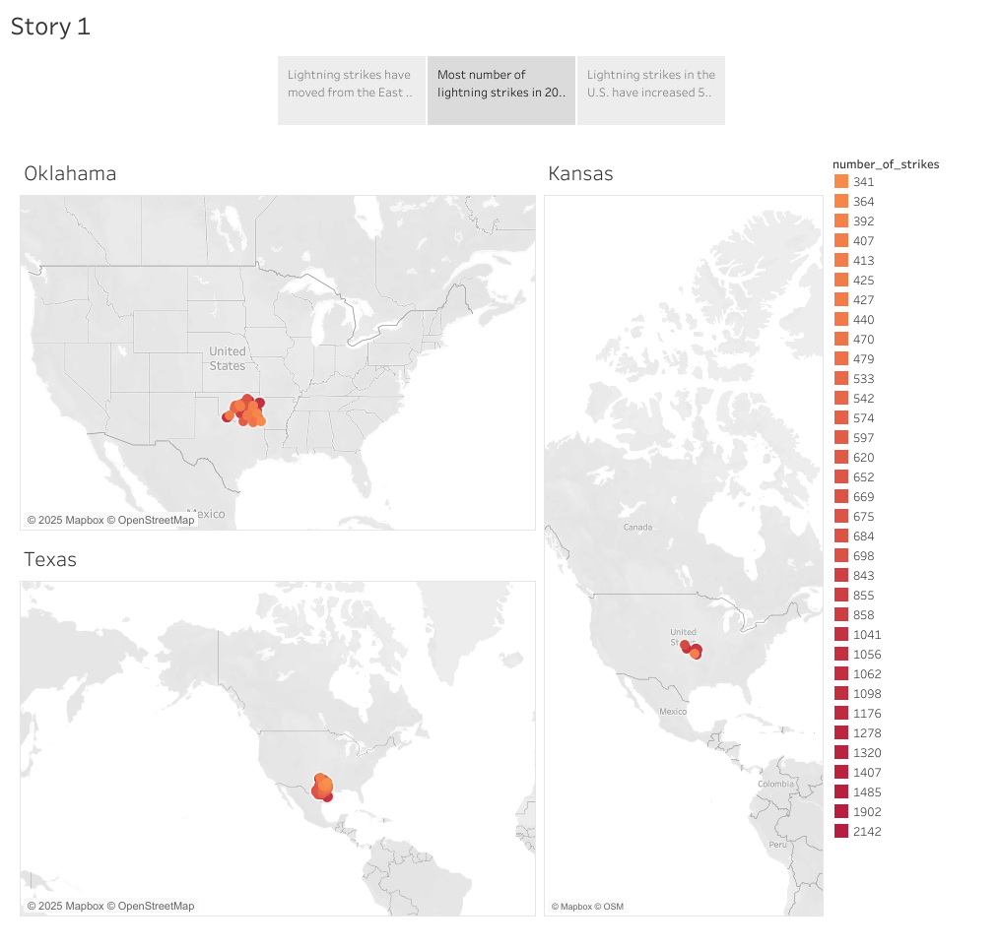 Story 1
Lightning strikes have
moved from the East ..
Most number of
lightning strikes in 20..
Lightning strikes in the
U.S. have increased 5..
Oklahoma
United
States
Mexico
© 2025 Mapbox © OpenStreetMap
Texas
© 2025 Mapbox © OpenStreetMap
Kansas
Canada
United
States
Mexico
Colombia
Peru
© Mapbox © OSM
number_of_strikes
341
364
392
407
413
425
427
440
470
479
533
542
574
597
620
652
669
675
684
698
843
855
858
1041
1056
1062
1098
1176
1278
1320
1407
1485
1902
2142